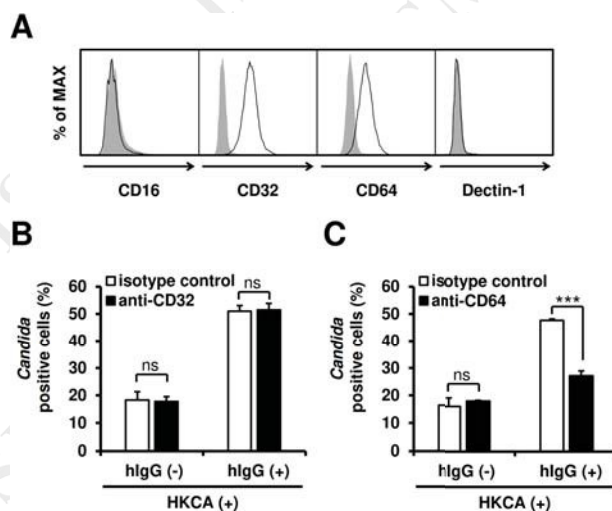 A
% of MAX
CD16 CD32 CD64 Dectin-1
B
isotype control
anti-CD32
ns
ns
Candida
positive cells (%)
60
50
40
30
20
10
0
hIgG (-) hIgG (+)
HKCA (+)
C
isotype control
anti-CD64
***
ns
Candida
positive cells (%)
60
50
40
30
20
10
0
hIgG (-) hIgG (+)
HKCA (+)